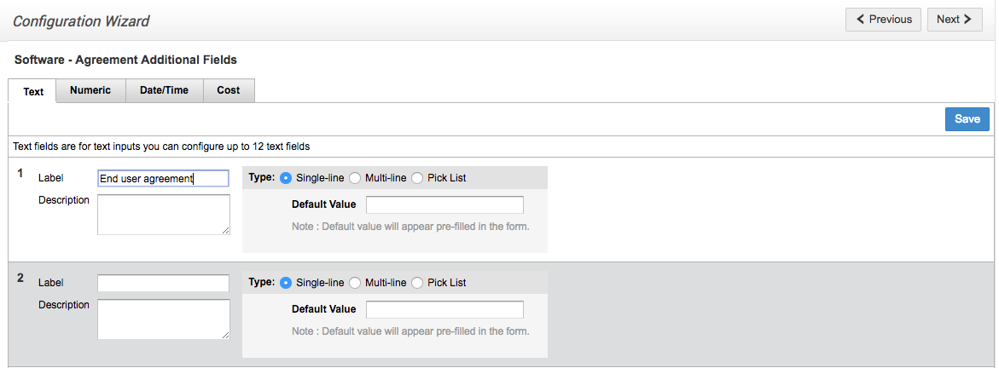 Configuration Wizard
Previous
Next
Software - Agreement Additional Fields
Text Numeric Date/Time Cost
Save
Text fields are for text inputs you can configure up to 12 text fields
1 Label End user agreement Type: Single-line Multi-line Pick List
Description Default Value
Note : Default value will appear pre-filled in the form.
2 Label Type: Single-line Multi-line Pick List
Description Default Value
Note : Default value will appear pre-filled in the form.